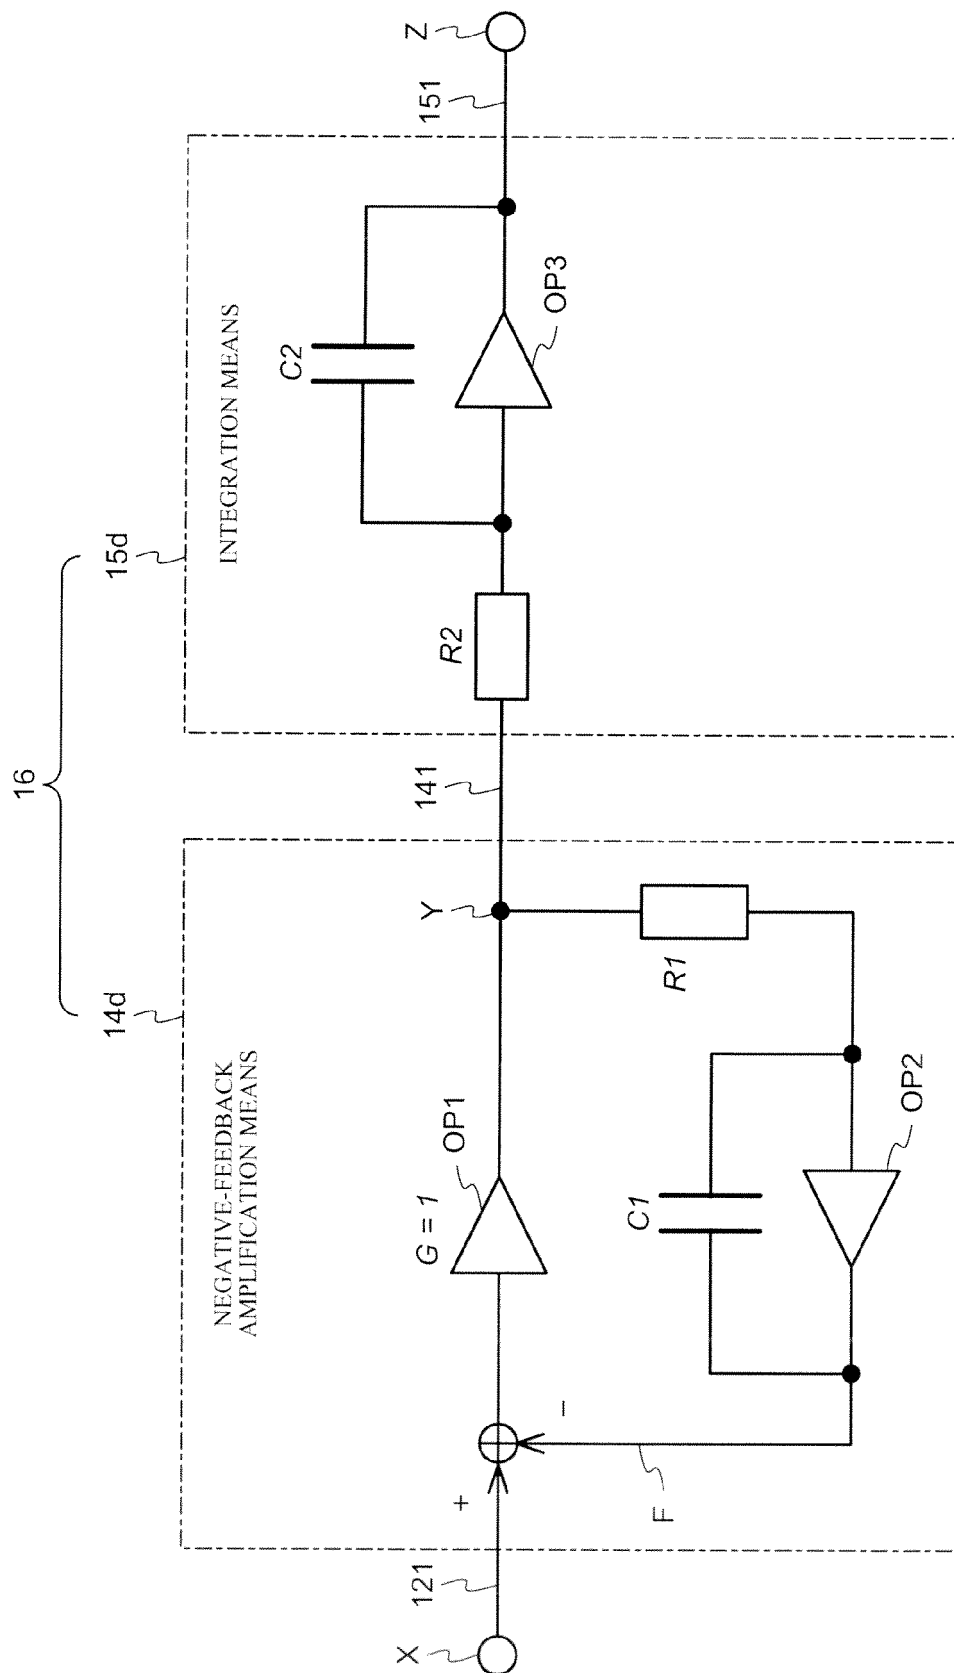 16
14d
15d
NEGATIVE-FEEDBACK
AMPLIFICATION MEANS
INTEGRATION MEANS
X
121
+
−
F
G = 1
OP1
C1
OP2
R1
Y
141
R2
C2
OP3
151
Z